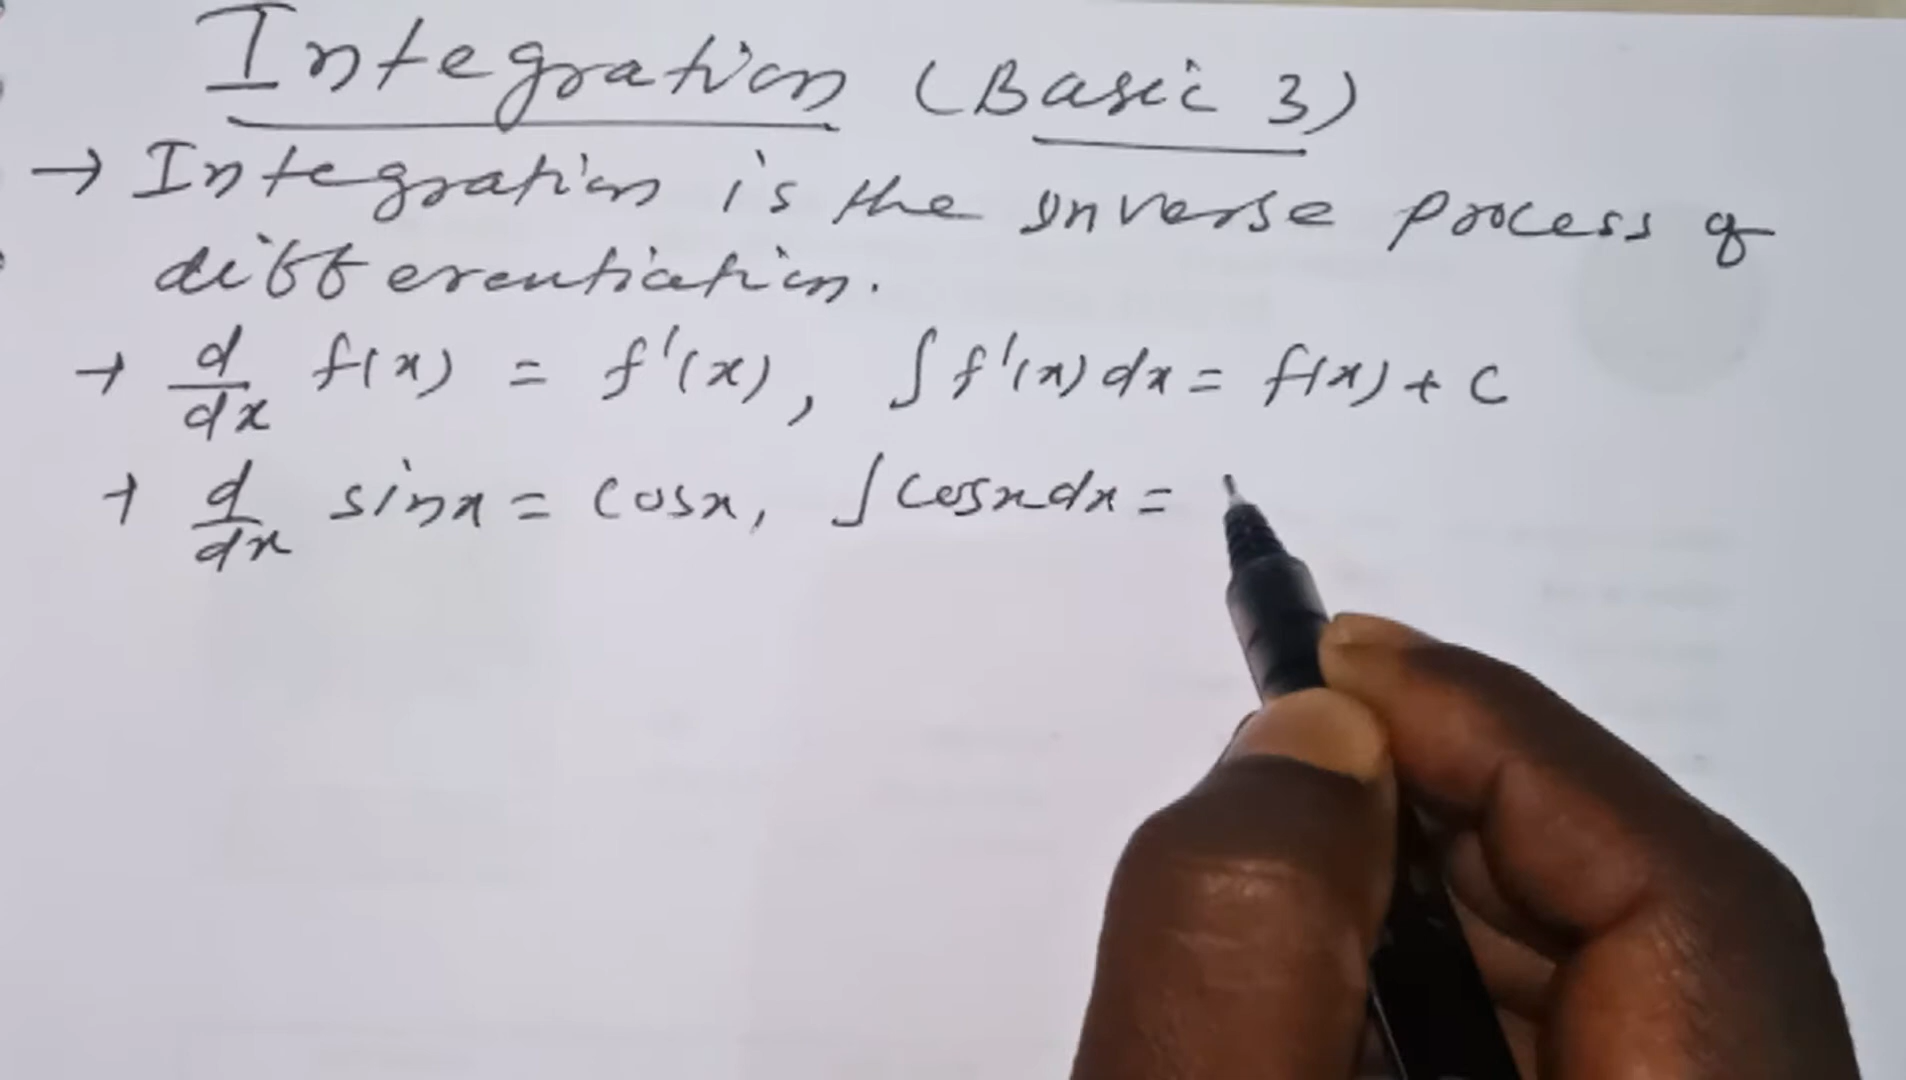 Integration (Basic 3)
→ Integration is the inverse process of
differentiation.
→ d/dx f(x) = f'(x), ∫ f'(x) dx = f(x) + c
→ d/dx sinx = cosx, ∫ cosx dx =